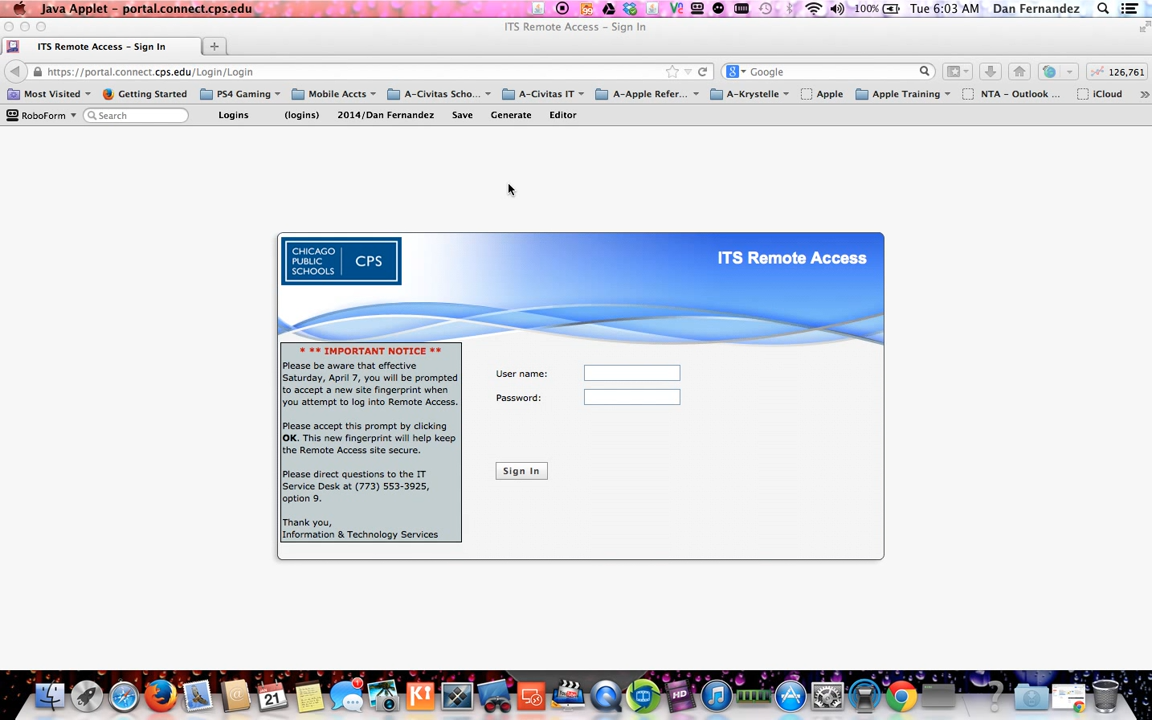 Java Applet - portal.connect.cps.edu 100% Tue 6:03 AM Dan Fernandez
ITS Remote Access - Sign In
ITS Remote Access - Sign In
https://portal.connect.cps.edu/Login/Login Google 126,761
Most Visited Getting Started PS4 Gaming Mobile Accts A-Civitas Scho... A-Civitas IT A-Apple Refer... A-Krystelle Apple Apple Training NTA - Outlook ... iCloud
RoboForm Search Logins (logins) 2014/Dan Fernandez Save Generate Editor
CHICAGO
PUBLIC
SCHOOLS
CPS
ITS Remote Access
* ** IMPORTANT NOTICE **
Please be aware that effective
Saturday, April 7, you will be prompted
to accept a new site fingerprint when
you attempt to log into Remote Access.
Please accept this prompt by clicking
OK. This new fingerprint will help keep
the Remote Access site secure.
Please direct questions to the IT
Service Desk at (773) 553-3925,
option 9.
Thank you,
Information & Technology Services
User name:
Password:
Sign In
21
1
Ki
HD